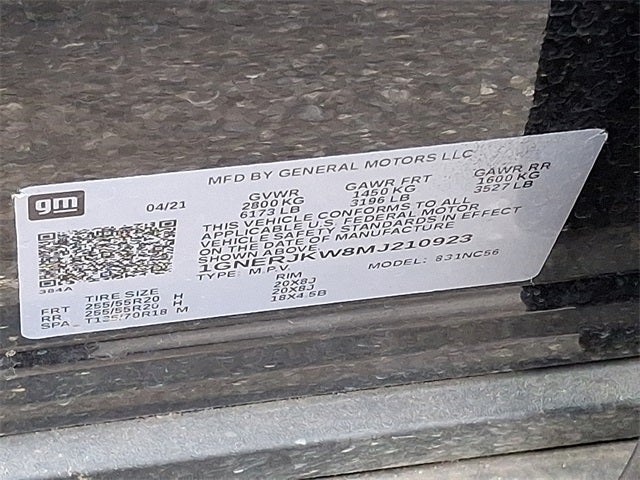 MFD BY GENERAL MOTORS LLC
gm
04/21
GVWR GAWR FRT GAWR RR
2800 KG 1450 KG 1600 KG
6173 LB 3196 LB 3527 LB
THIS VEHICLE CONFORMS TO ALL
APPLICABLE U.S. FEDERAL MOTOR
VEHICLE SAFETY STANDARDS IN EFFECT
ON THE DATE OF MANUFACTURE
SHOWN ABOVE.
1GNERJKW8MJ210923
TYPE: M.P.V. MODEL: 831NC56
384A
TIRE SIZE RIM
FRT 255/55R20 H 20X8J
RR 255/55R20 H 20X8J
SPA M 18X4.5B